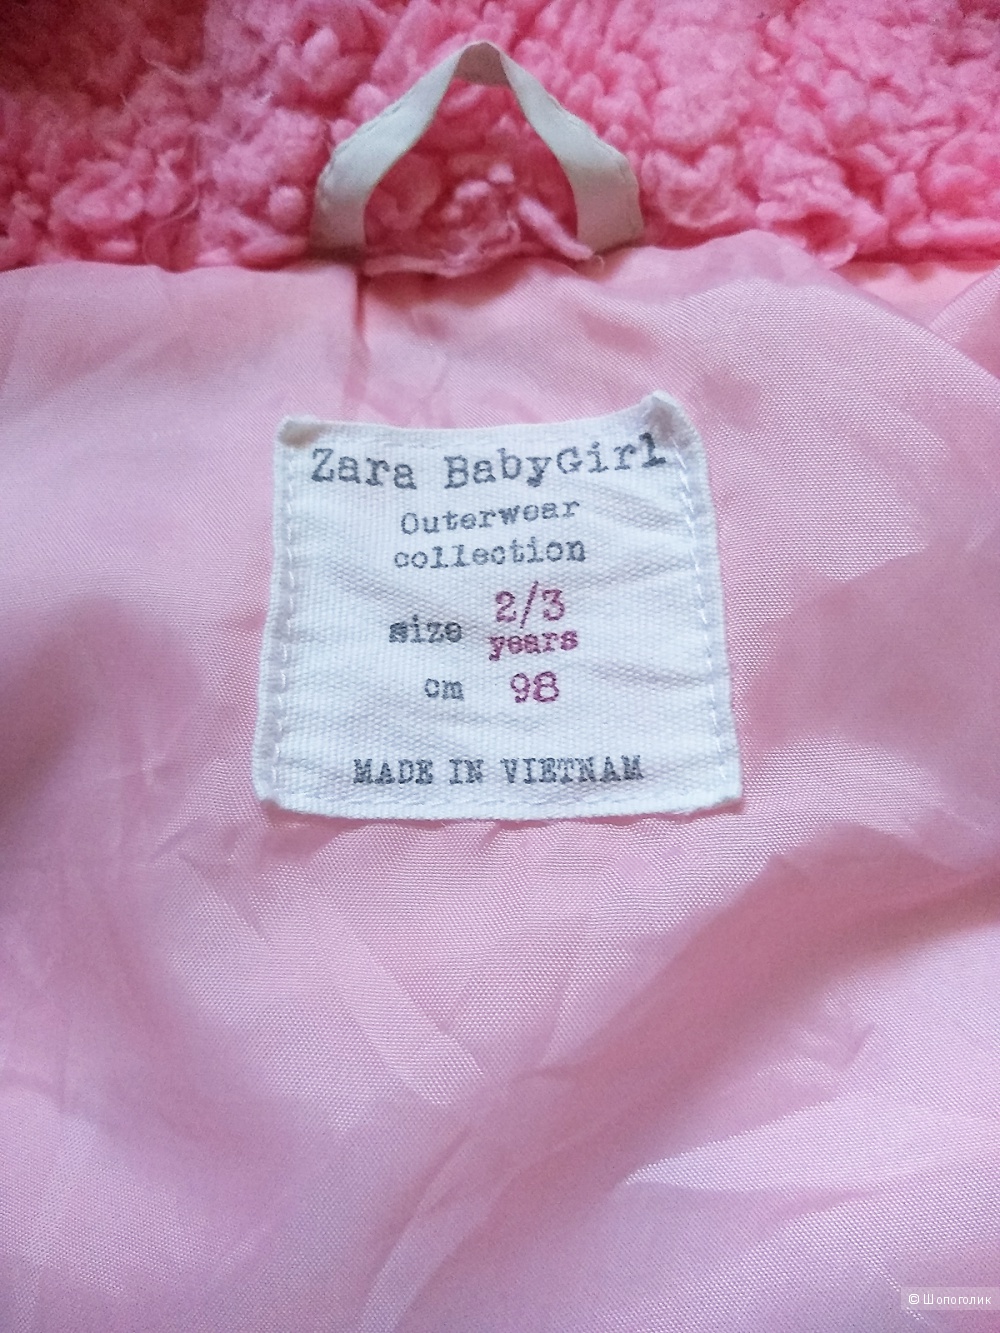 Zara BabyGirl
Outerwear
collection
size 2/3
years
cm 98
MADE IN VIETNAM
© Шопоголик